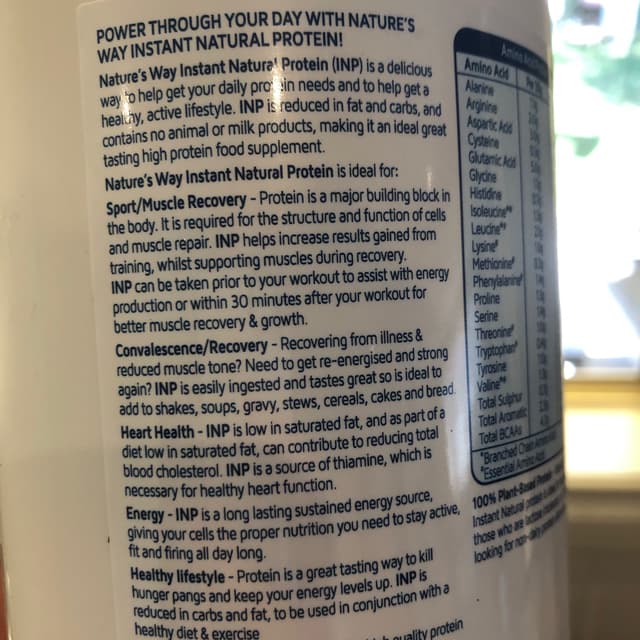 POWER THROUGH YOUR DAY WITH NATURE'S
WAY INSTANT NATURAL PROTEIN!
Nature's Way Instant Natural Protein (INP) is a delicious
way to help get your daily protein needs and to help get a
healthy, active lifestyle. INP is reduced in fat and carbs, and
contains no animal or milk products, making it an ideal great
tasting high protein food supplement.
Nature's Way Instant Natural Protein is ideal for:
Sport/Muscle Recovery - Protein is a major building block in
the body. It is required for the structure and function of cells
and muscle repair. INP helps increase results gained from
training, whilst supporting muscles during recovery.
INP can be taken prior to your workout to assist with energy
production or within 30 minutes after your workout for
better muscle recovery & growth.
Convalescence/Recovery - Recovering from illness &
reduced muscle tone? Need to get re-energised and strong
again? INP is easily ingested and tastes great so is ideal to
add to shakes, soups, gravy, stews, cereals, cakes and bread.
Heart Health - INP is low in saturated fat, and as part of a
diet low in saturated fat, can contribute to reducing total
blood cholesterol. INP is a source of thiamine, which is
necessary for healthy heart function.
Energy - INP is a long lasting sustained energy source,
giving your cells the proper nutrition you need to stay active,
fit and firing all day long.
Healthy lifestyle - Protein is a great tasting way to kill
hunger pangs and keep your energy levels up. INP is
reduced in carbs and fat, to be used in conjunction with a
healthy diet & exercise
quality protein
Amino Acid
Amino Acid Per
Alanine
Arginine
Aspartic Acid
Cysteine
Glutamic Acid
Glycine
Histidine
Isoleucine*#
Leucine*#
Lysine#
Methionine#
Phenylalanine#
Proline
Serine
Threonine#
Tryptophan#
Tyrosine
Valine*#
Total Sulphur
Total Aromatic
Total BCAAs
*Branched Chain Amino Acid
#Essential Amino Acid
100% Plant-Based Protein -
Instant Natural protein is
those who are lactose
looking for non-dairy